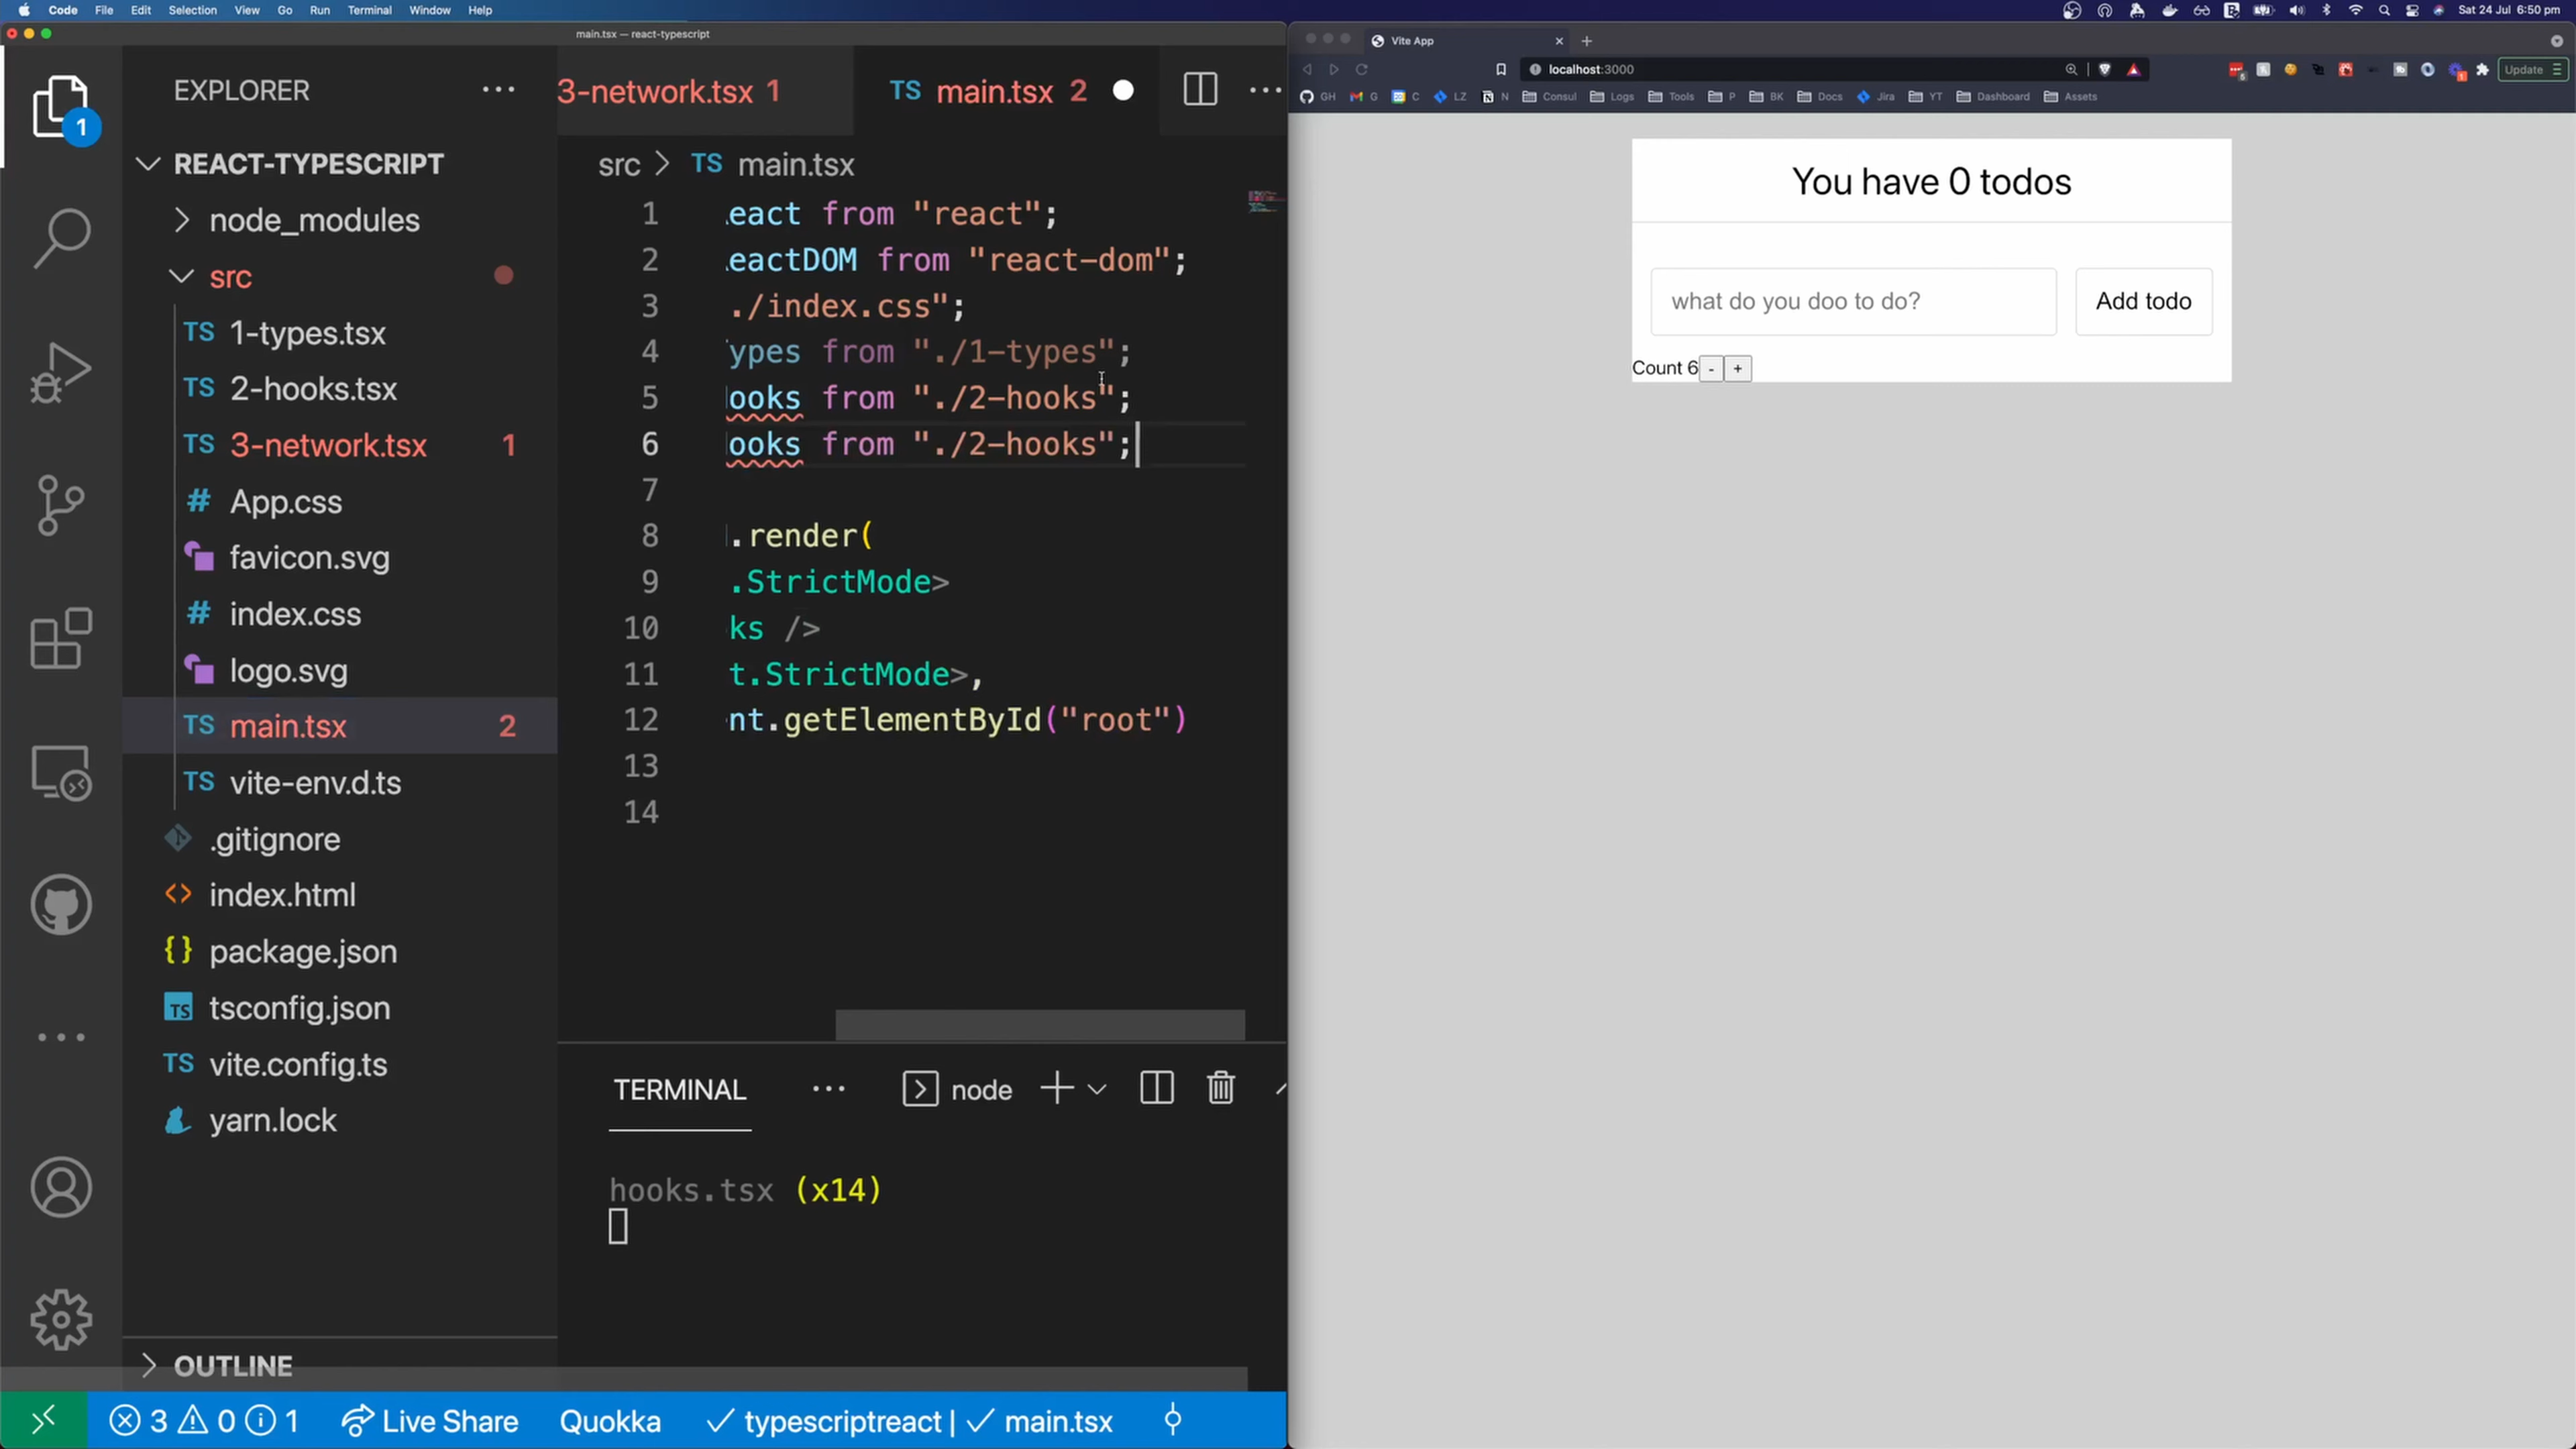 Code File Edit Selection View Go Run Terminal Window Help
Sat 24 Jul 6:50 pm
main.tsx — react-typescript
EXPLORER
1
REACT-TYPESCRIPT
node_modules
src
TS 1-types.tsx
TS 2-hooks.tsx
TS 3-network.tsx 1
# App.css
favicon.svg
# index.css
logo.svg
TS main.tsx 2
TS vite-env.d.ts
.gitignore
<> index.html
{} package.json
TS tsconfig.json
TS vite.config.ts
yarn.lock
OUTLINE
3-network.tsx 1
TS main.tsx 2
src > TS main.tsx
1 eact from "react";
2 eactDOM from "react-dom";
3 ./index.css";
4 ypes from "./1-types";
5 ooks from "./2-hooks";
6 ooks from "./2-hooks";
7
8 .render(
9 .StrictMode>
10 ks />
11 t.StrictMode>,
12 nt.getElementById("root")
13
14
TERMINAL
node
hooks.tsx (x14)
3 0 1 Live Share Quokka typescriptreact | main.tsx
Vite App
localhost:3000
Update
GH G C LZ N Consul Logs Tools P BK Docs Jira YT Dashboard Assets
You have 0 todos
what do you doo to do?
Add todo
Count 6 - +